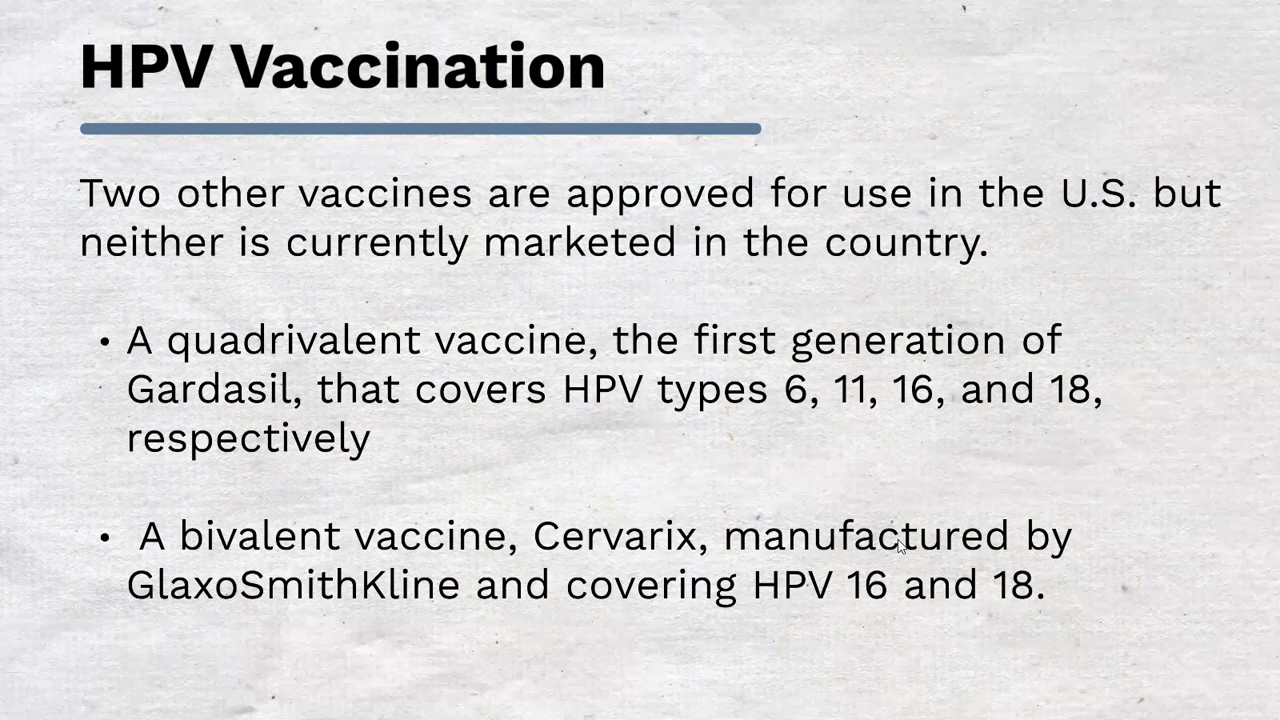 HPV Vaccination
Two other vaccines are approved for use in the U.S. but
neither is currently marketed in the country.
• A quadrivalent vaccine, the first generation of
Gardasil, that covers HPV types 6, 11, 16, and 18,
respectively
• A bivalent vaccine, Cervarix, manufactured by
GlaxoSmithKline and covering HPV 16 and 18.